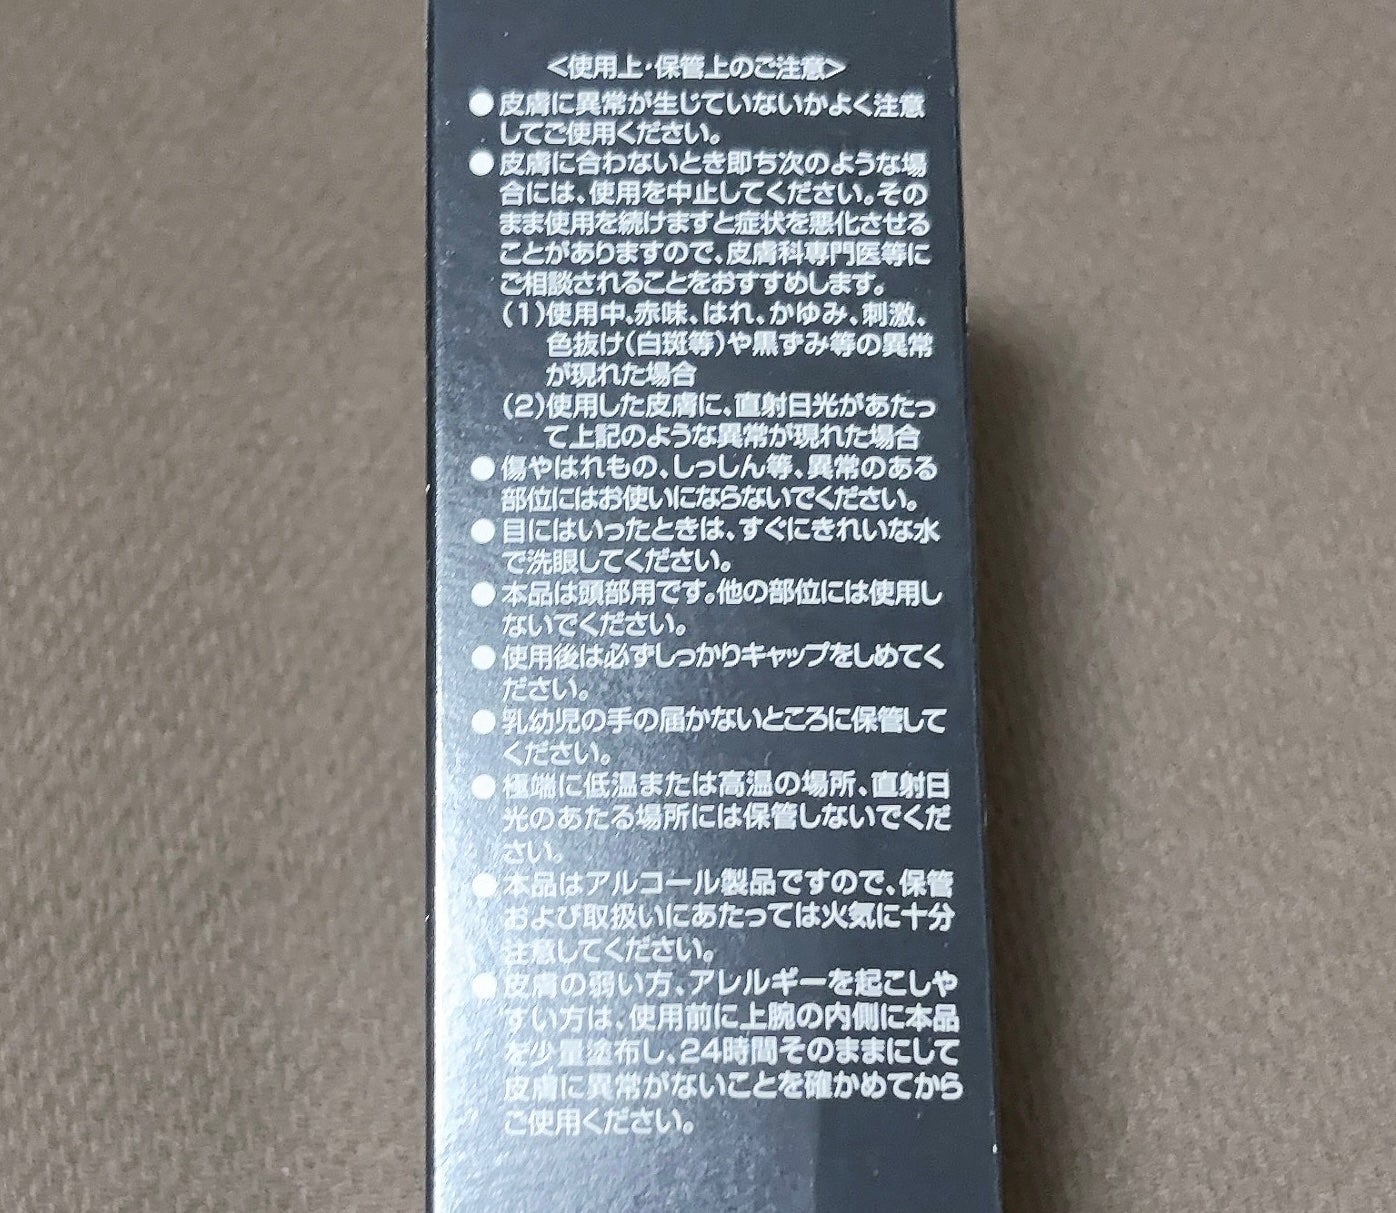 <使用上・保管上のご注意>
●皮膚に異常が生じていないかよく注意
してご使用ください。
●皮膚に合わないとき即ち次のような場
合には、使用を中止してください。その
まま使用を続けますと症状を悪化させる
ことがありますので、皮膚科専門医等に
ご相談されることをおすすめします。
(1)使用中、赤味、はれ、かゆみ、刺激、
色抜け(白斑等)や黒ずみ等の異常
が現れた場合
(2)使用した皮膚に、直射日光があたっ
て上記のような異常が現れた場合
●傷やはれもの、しっしん等、異常のある
部位にはお使いにならないでください。
●目にはいったときは、すぐにきれいな水
で洗眼してください。
●本品は頭部用です。他の部位には使用し
ないでください。
●使用後は必ずしっかりキャップをしめてく
ださい。
●乳幼児の手の届かないところに保管して
ください。
●極端に低温または高温の場所、直射日
光のあたる場所には保管しないでくだ
さい。
●本品はアルコール製品ですので、保管
および取扱いにあたっては火気に十分
注意してください。
●皮膚の弱い方、アレルギーを起こしや
すい方は、使用前に上腕の内側に本品
を少量塗布し、24時間そのままにして
皮膚に異常がないことを確かめてから
ご使用ください。